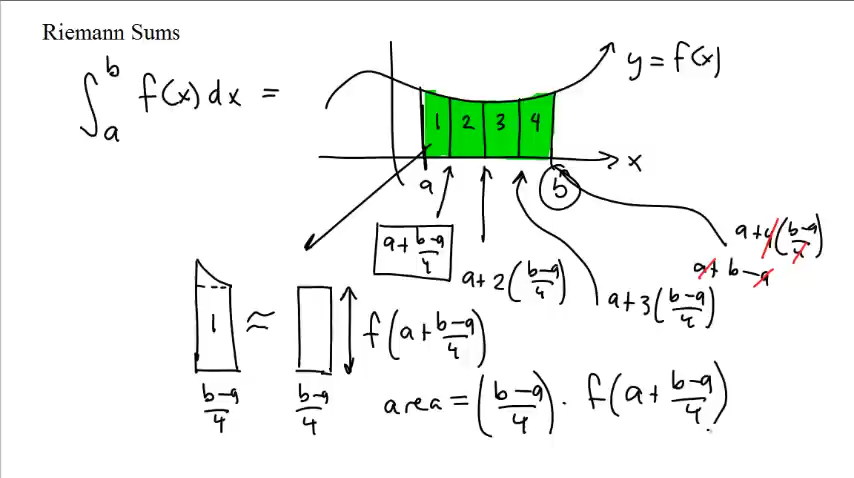 Riemann Sums
∫_a^b f(x) dx =
y = f(x)
1 2 3 4
x
a
b
a + (b-a)/4
a + 2((b-a)/4)
a + 3((b-a)/4)
a + 4((b-a)/4)
a + b - a
1 ≈ f(a + (b-a)/4)
(b-a)/4 (b-a)/4
area = ((b-a)/4) · f(a + (b-a)/4)